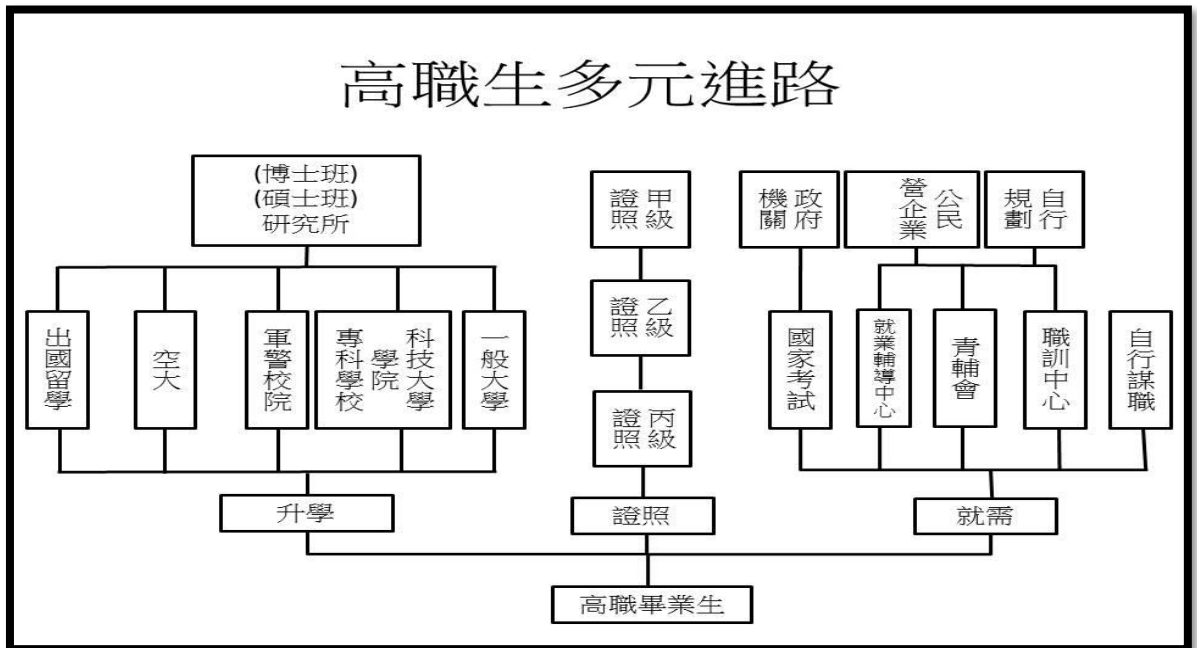 高職生多元進路
(博士班)
(碩士班)
研究所
甲級
證照
政府
機關
公民
營企業
自行
規劃
出國留學
空大
軍警校院
科技大學
學院
專科學校
一般大學
乙級
證照
國家考試
就業輔導中心
青輔會
職訓中心
自行謀職
丙級
證照
升學
證照
就需
高職畢業生